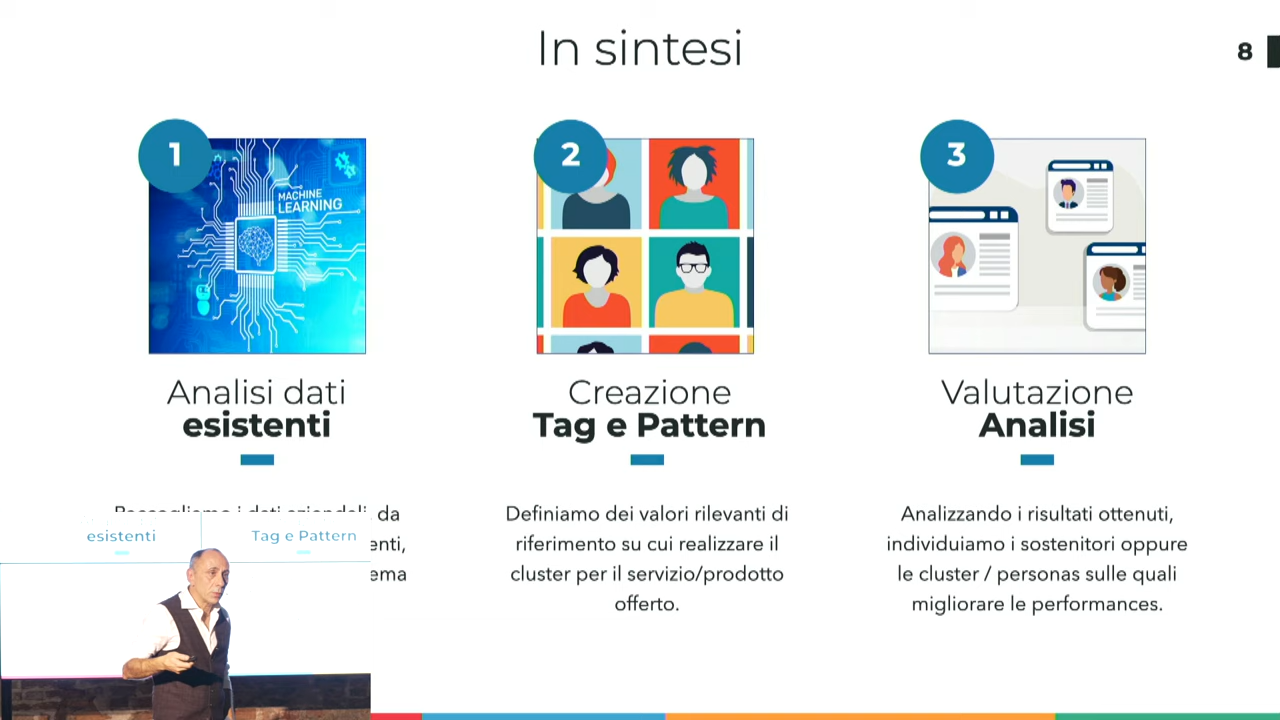 In sintesi
8
1
MACHINE
LEARNING
Analisi dati
esistenti
da
enti,
ema
esistenti
Tag e Pattern
2
Creazione
Tag e Pattern
Definiamo dei valori rilevanti di
riferimento su cui realizzare il
cluster per il servizio/prodotto
offerto.
3
Valutazione
Analisi
Analizzando i risultati ottenuti,
individuiamo i sostenitori oppure
le cluster / personas sulle quali
migliorare le performances.